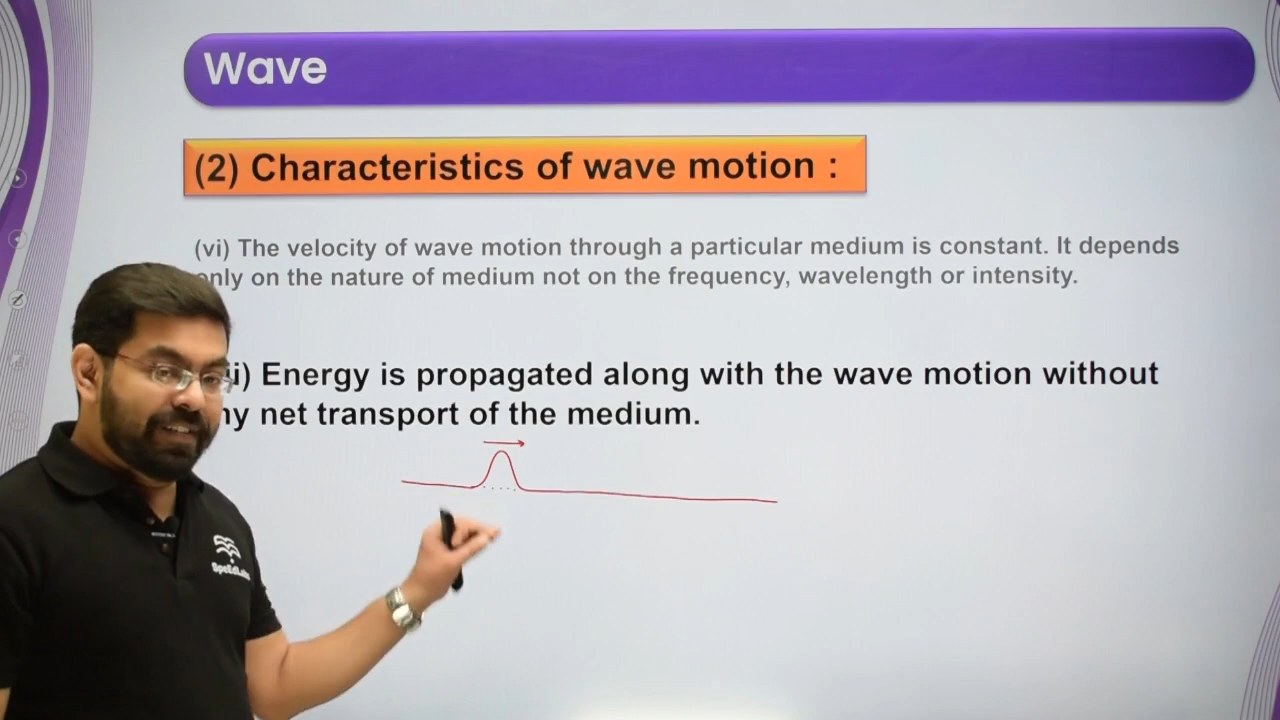 Wave
(2) Characteristics of wave motion :
(vi) The velocity of wave motion through a particular medium is constant. It depends
only on the nature of medium not on the frequency, wavelength or intensity.
ii) Energy is propagated along with the wave motion without
ny net transport of the medium.